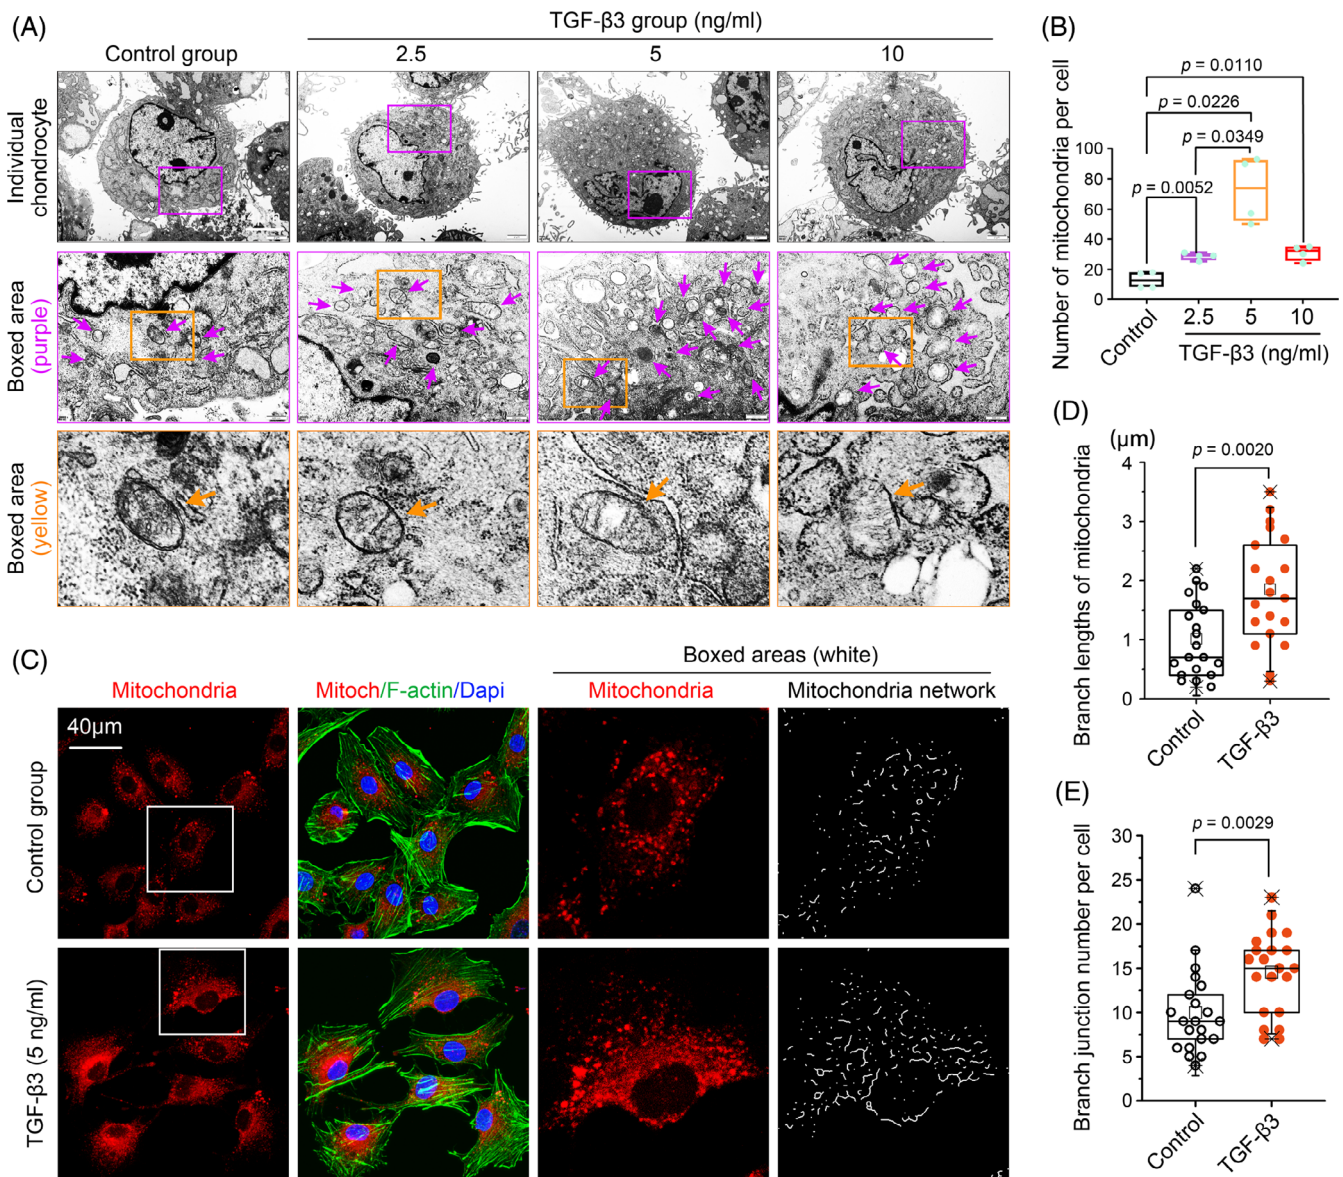 (A)
TGF-β3 group (ng/ml)
Control group
2.5
5
10
Individual
chondrocyte
Boxed area
(purple)
Boxed area
(yellow)
(B)
Number of mitochondria per cell
p = 0.0110
p = 0.0226
p = 0.0349
p = 0.0052
100
80
60
40
20
0
Control
2.5
5
10
TGF-β3 (ng/ml)
(C)
Boxed areas (white)
Mitochondria
Mitoch/F-actin/Dapi
Mitochondria
Mitochondria network
40μm
Control group
TGF-β3 (5 ng/ml)
(D)
(μm)
Branch lengths of mitochondria
p = 0.0020
4
3
2
1
0
Control
TGF-β3
(E)
Branch junction number per cell
p = 0.0029
30
25
20
15
10
5
0
Control
TGF-β3